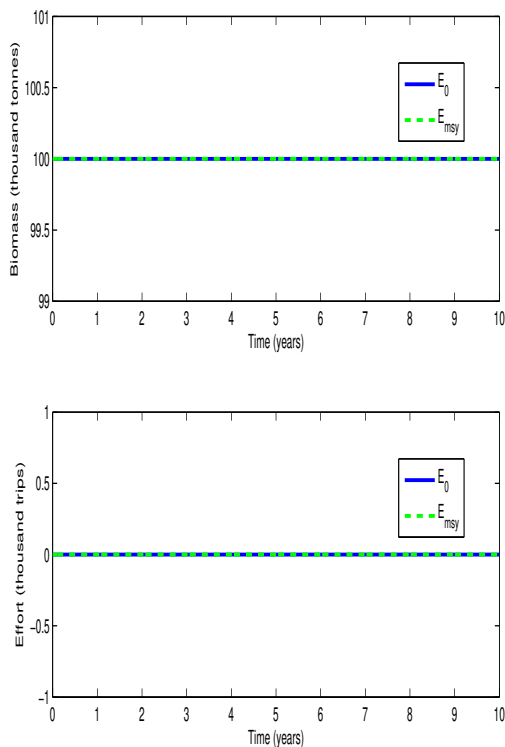 101
100.5
100
99.5
99
Biomass (thousand tonnes)
E0
Emsy
0 1 2 3 4 5 6 7 8 9 10
Time (years)
1
0.5
0
−0.5
−1
Effort (thousand trips)
E0
Emsy
0 1 2 3 4 5 6 7 8 9 10
Time (years)